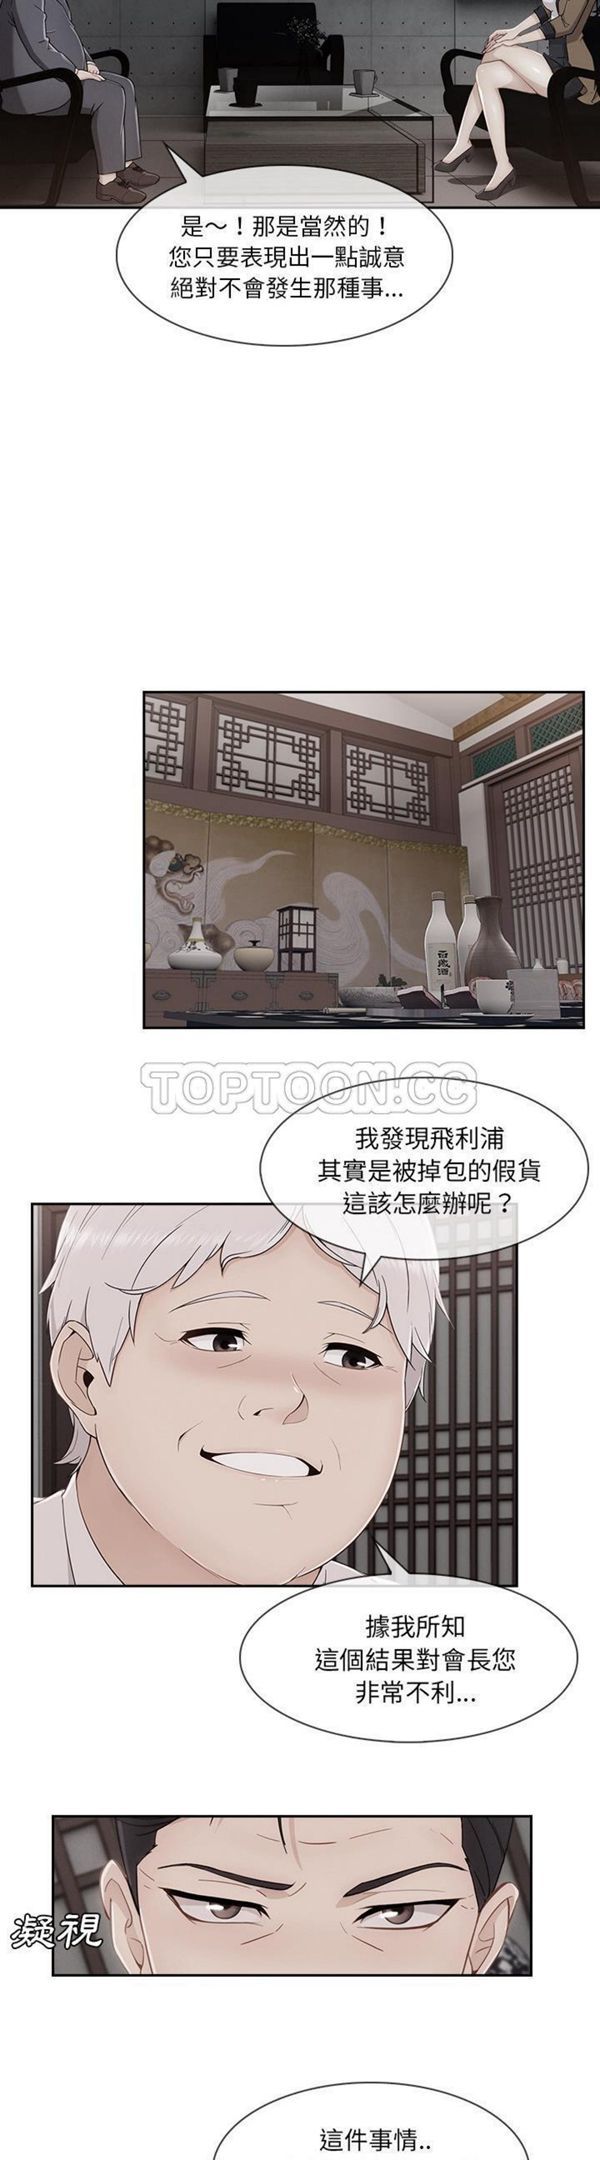 是～！那是當然的！
您只要表現出一點誠意
絕對不會發生那種事...
百歲酒
TOPTOON.CC
我發現飛利浦
其實是被掉包的假貨
這該怎麼辦呢？
據我所知
這個結果對會長您
非常不利...
凝視
這件事情..